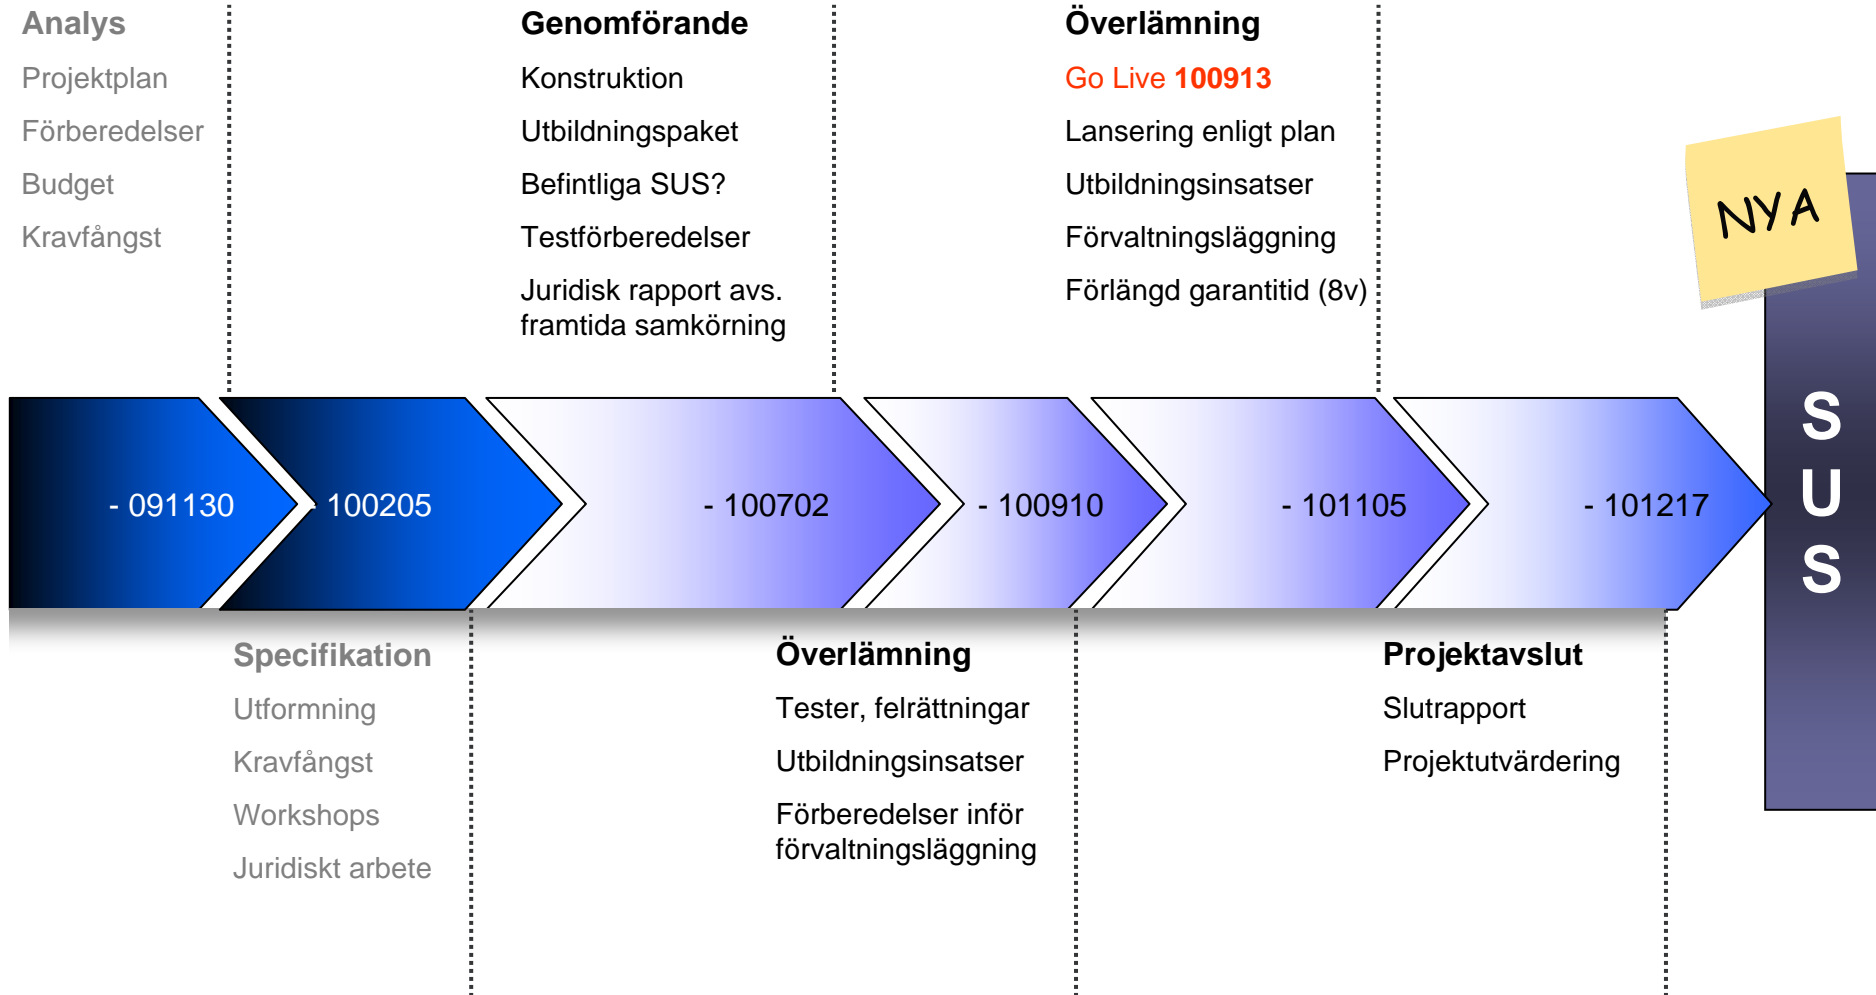 Analys
Projektplan
Förberedelser
Budget
Kravfångst
Genomförande
Konstruktion
Utbildningspaket
Befintliga SUS?
Testförberedelser
Juridisk rapport avs.
framtida samkörning
Överlämning
Go Live 100913
Lansering enligt plan
Utbildningsinsatser
Förvaltningsläggning
Förlängd garantitid (8v)
NYA
S
U
S
- 091130
- 100205
- 100702
- 100910
- 101105
- 101217
Specifikation
Utformning
Kravfångst
Workshops
Juridiskt arbete
Överlämning
Tester, felrättningar
Utbildningsinsatser
Förberedelser inför
förvaltningsläggning
Projektavslut
Slutrapport
Projektutvärdering